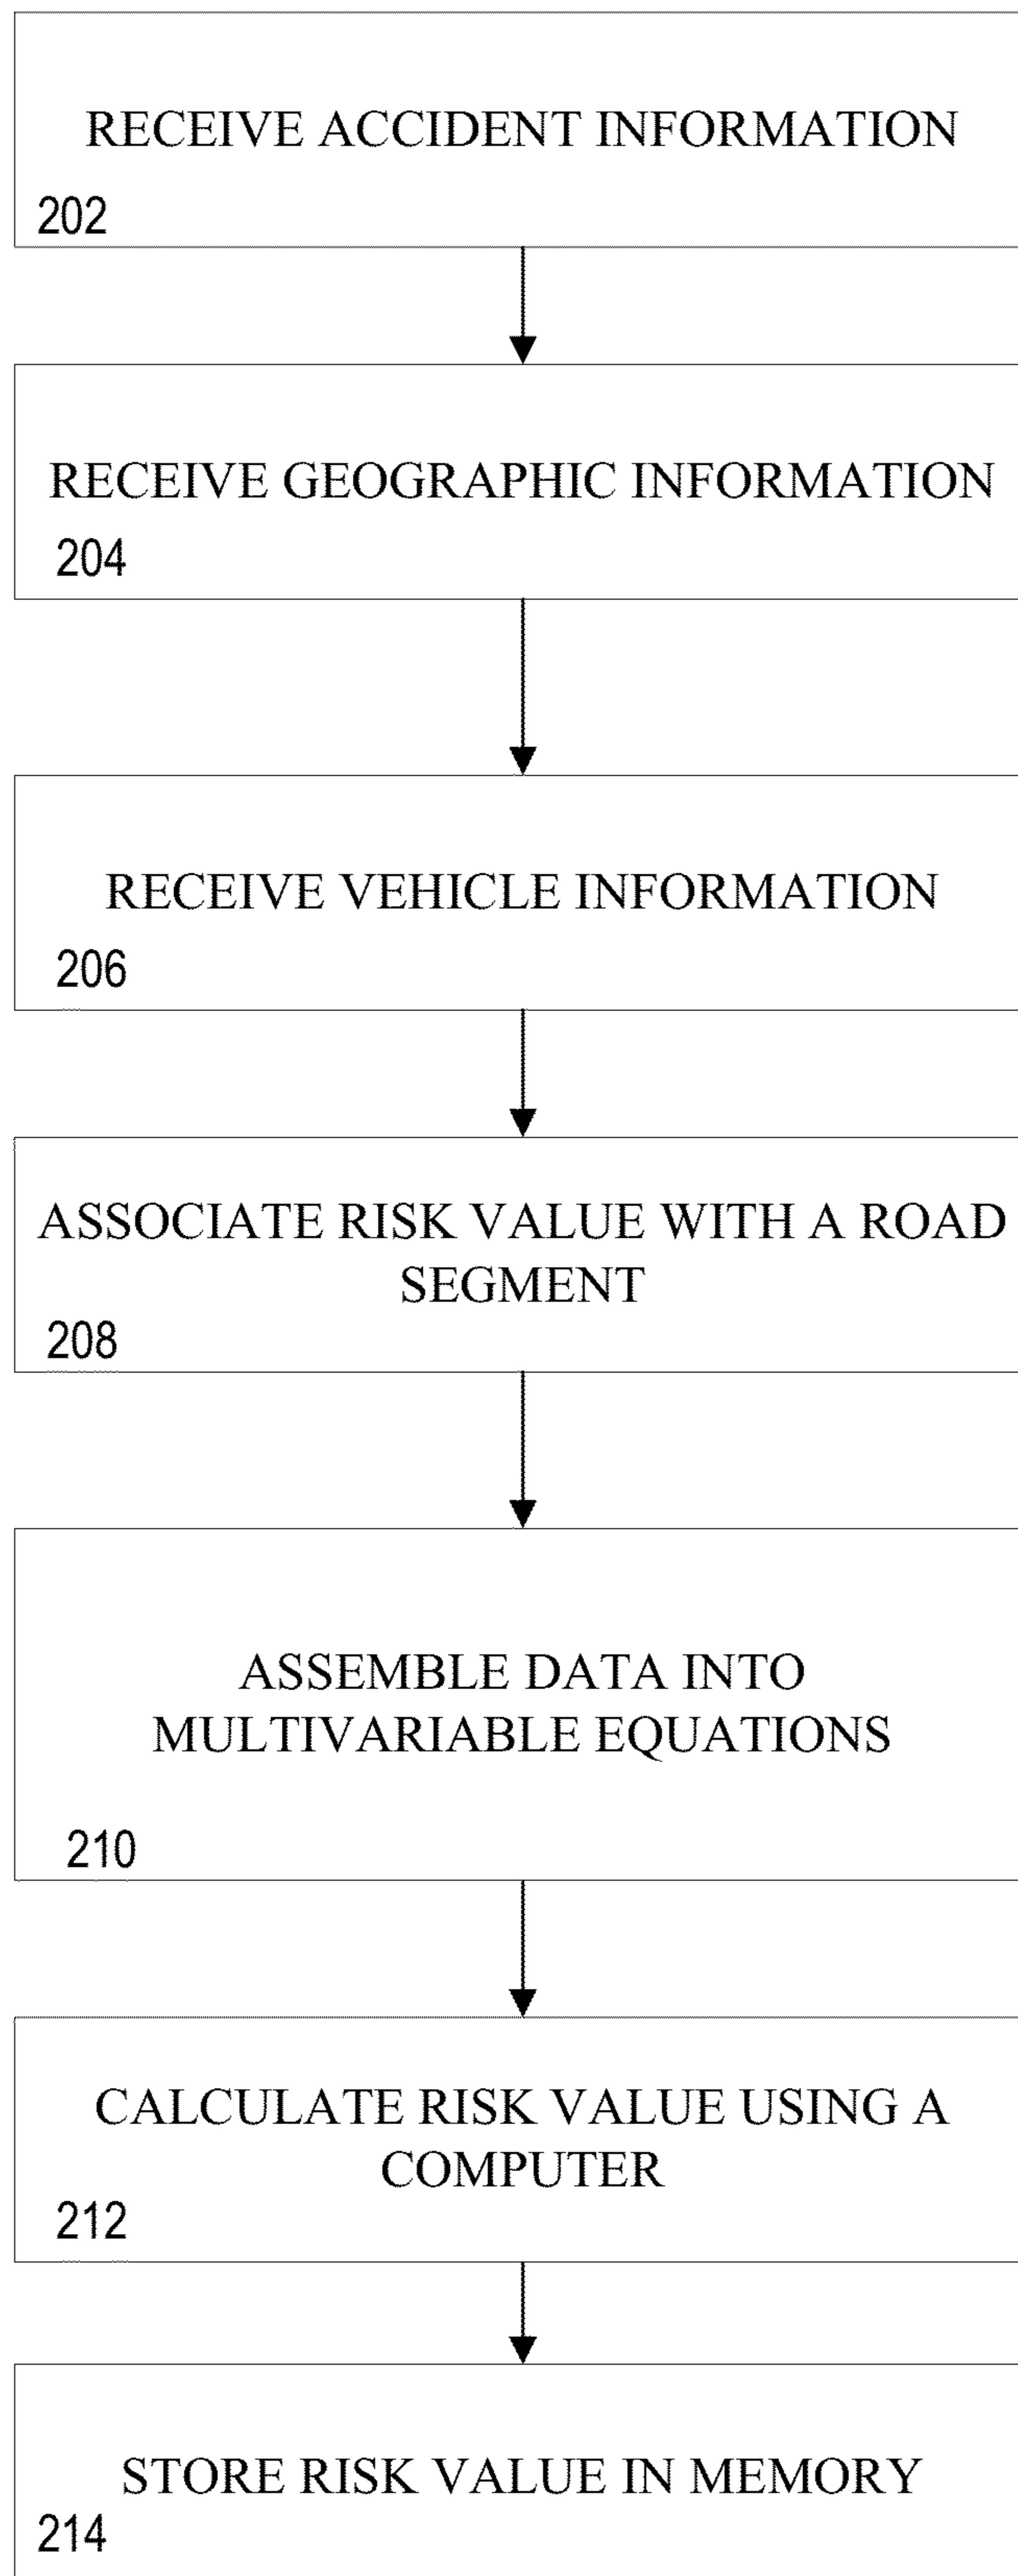 RECEIVE ACCIDENT INFORMATION
202
RECEIVE GEOGRAPHIC INFORMATION
204
RECEIVE VEHICLE INFORMATION
206
ASSOCIATE RISK VALUE WITH A ROAD
SEGMENT
208
ASSEMBLE DATA INTO
MULTIVARIABLE EQUATIONS
210
CALCULATE RISK VALUE USING A
COMPUTER
212
STORE RISK VALUE IN MEMORY
214